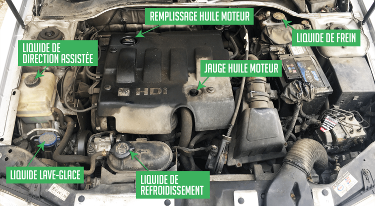 REMPLISSAGE HUILE MOTEUR
LIQUIDE DE FREIN
LIQUIDE DE
DIRECTION ASSISTÉE
JAUGE HUILE MOTEUR
HDi
LIQUIDE LAVE-GLACE
LIQUIDE DE
REFROIDISSEMENT